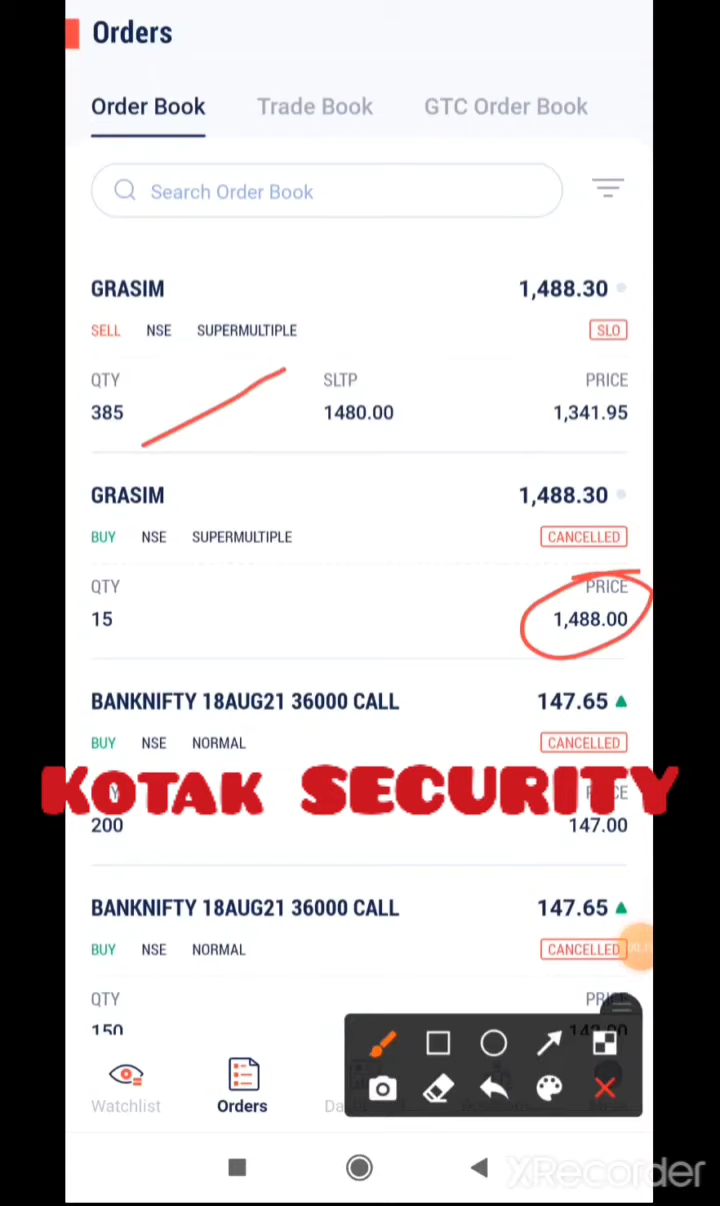 Orders
Order Book Trade Book GTC Order Book
Search Order Book
GRASIM 1,488.30
SELL NSE SUPERMULTIPLE SLO
QTY SLTP PRICE
385 1480.00 1,341.95
GRASIM 1,488.30
BUY NSE SUPERMULTIPLE CANCELLED
QTY PRICE
15 1,488.00
BANKNIFTY 18AUG21 36000 CALL 147.65
BUY NSE NORMAL CANCELLED
KOTAK SECURITY
200 147.00
BANKNIFTY 18AUG21 36000 CALL 147.65
BUY NSE NORMAL CANCELLED
QTY
150
Watchlist Orders
XRecorder